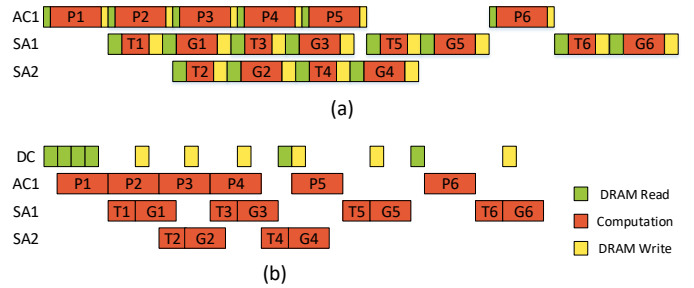 AC1 P1 P2 P3 P4 P5 P6
SA1 T1 G1 T3 G3 T5 G5 T6 G6
SA2 T2 G2 T4 G4
(a)
DC
AC1 P1 P2 P3 P4 P5 P6
SA1 T1 G1 T3 G3 T5 G5 T6 G6
SA2 T2 G2 T4 G4
(b)
DRAM Read
Computation
DRAM Write